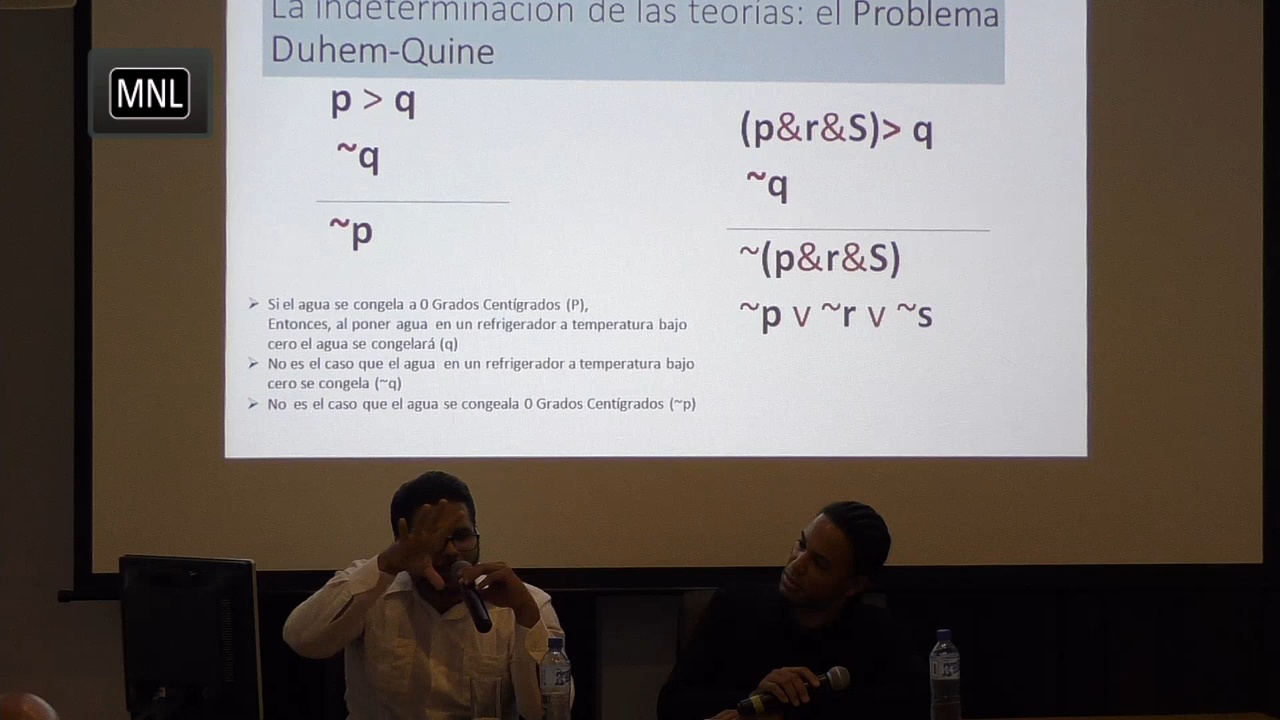 La indeterminación de las teorías: el Problema
Duhem-Quine
MNL
p > q
~q
~p
(p&r&S)> q
~q
~(p&r&S)
~p v ~r v ~s
➢ Si el agua se congela a 0 Grados Centígrados (P),
Entonces, al poner agua en un refrigerador a temperatura bajo
cero el agua se congelará (q)
➢ No es el caso que el agua en un refrigerador a temperatura bajo
cero se congela (~q)
➢ No es el caso que el agua se congeala 0 Grados Centígrados (~p)